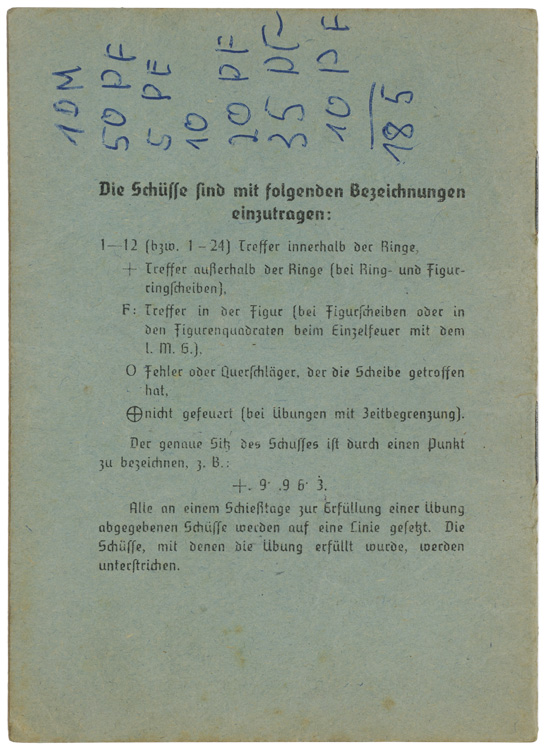 1 DM
50 PF
5 PF
10
20 PF
35 PF
10 PF
185
Die Schüsse sind mit folgenden Bezeichnungen
einzutragen:
1—12 (bzw. 1 – 24) Treffer innerhalb der Ringe,
+ Treffer außerhalb der Ringe (bei Ring- und Figur-
ringscheiben),
F: Treffer in der Figur (bei Figurscheiben oder in
den Figurenquadraten beim Einzelfeuer mit dem
l. M. G.),
O Fehler oder Querschläger, der die Scheibe getroffen
hat,
⊕ nicht gefeuert (bei Übungen mit Zeitbegrenzung).
Der genaue Sitz des Schusses ist durch einen Punkt
zu bezeichnen, z. B.:
+. 9· .9 6· 3̇.
Alle an einem Schießtage zur Erfüllung einer Übung
abgegebenen Schüsse werden auf eine Linie gesetzt. Die
Schüsse, mit denen die Übung erfüllt wurde, werden
unterstrichen.